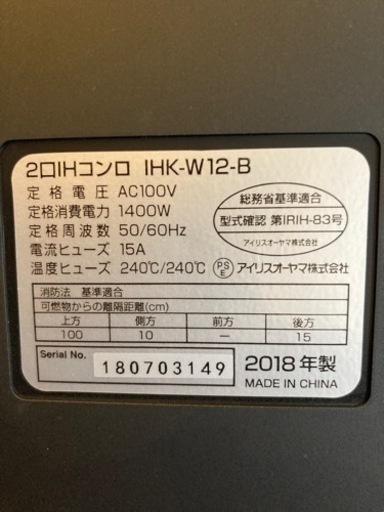 2口IHコンロ IHK-W12-B
定格電圧 AC100V
定格消費電力 1400W
定格周波数 50/60Hz
電流ヒューズ 15A
温度ヒューズ 240℃/240℃ PSE アイリスオーヤマ株式会社
総務省基準適合
型式確認 第IRIH-83号
アイリスオーヤマ株式会社
消防法 基準適合
可燃物からの離隔距離(cm)
上方 側方 前方 後方
100 10 － 15
Serial No. 180703149
2018年製
MADE IN CHINA